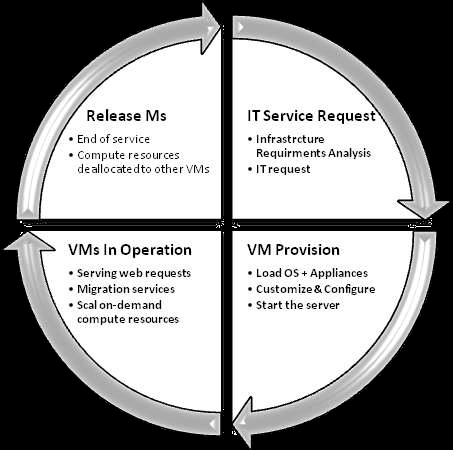 Release Ms
• End of service
• Compute resources
deallocated to other VMs
IT Service Request
• Infrastrcture
Requirments Analysis
• IT request
VMs In Operation
• Serving web requests
• Migration services
• Scal on-demand
compute resources
VM Provision
• Load OS + Appliances
• Customize & Configure
• Start the server